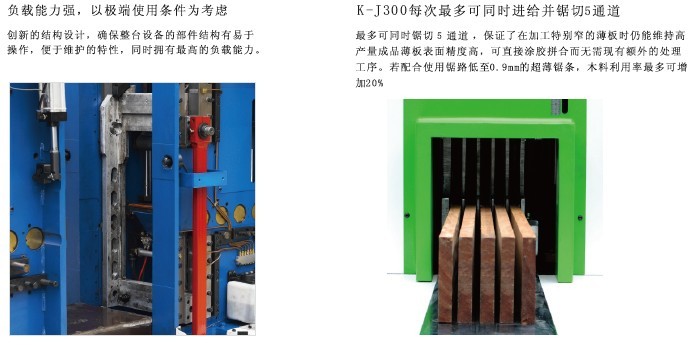 负载能力强，以极端使用条件为考虑
创新的结构设计，确保整台设备的部件结构有易于
操作，便于维护的特性，同时拥有最高的负载能力。
K-J300每次最多可同时进给并锯切5通道
最多可同时锯切 5 通道，保证了在加工特别窄的薄板时仍能维持高
产量成品薄板表面精度高，可直接涂胶拼合而无需现有额外的处理
工序。若配合使用锯路低至0.9mm的超薄锯条，木料利用率最多可增
加20%